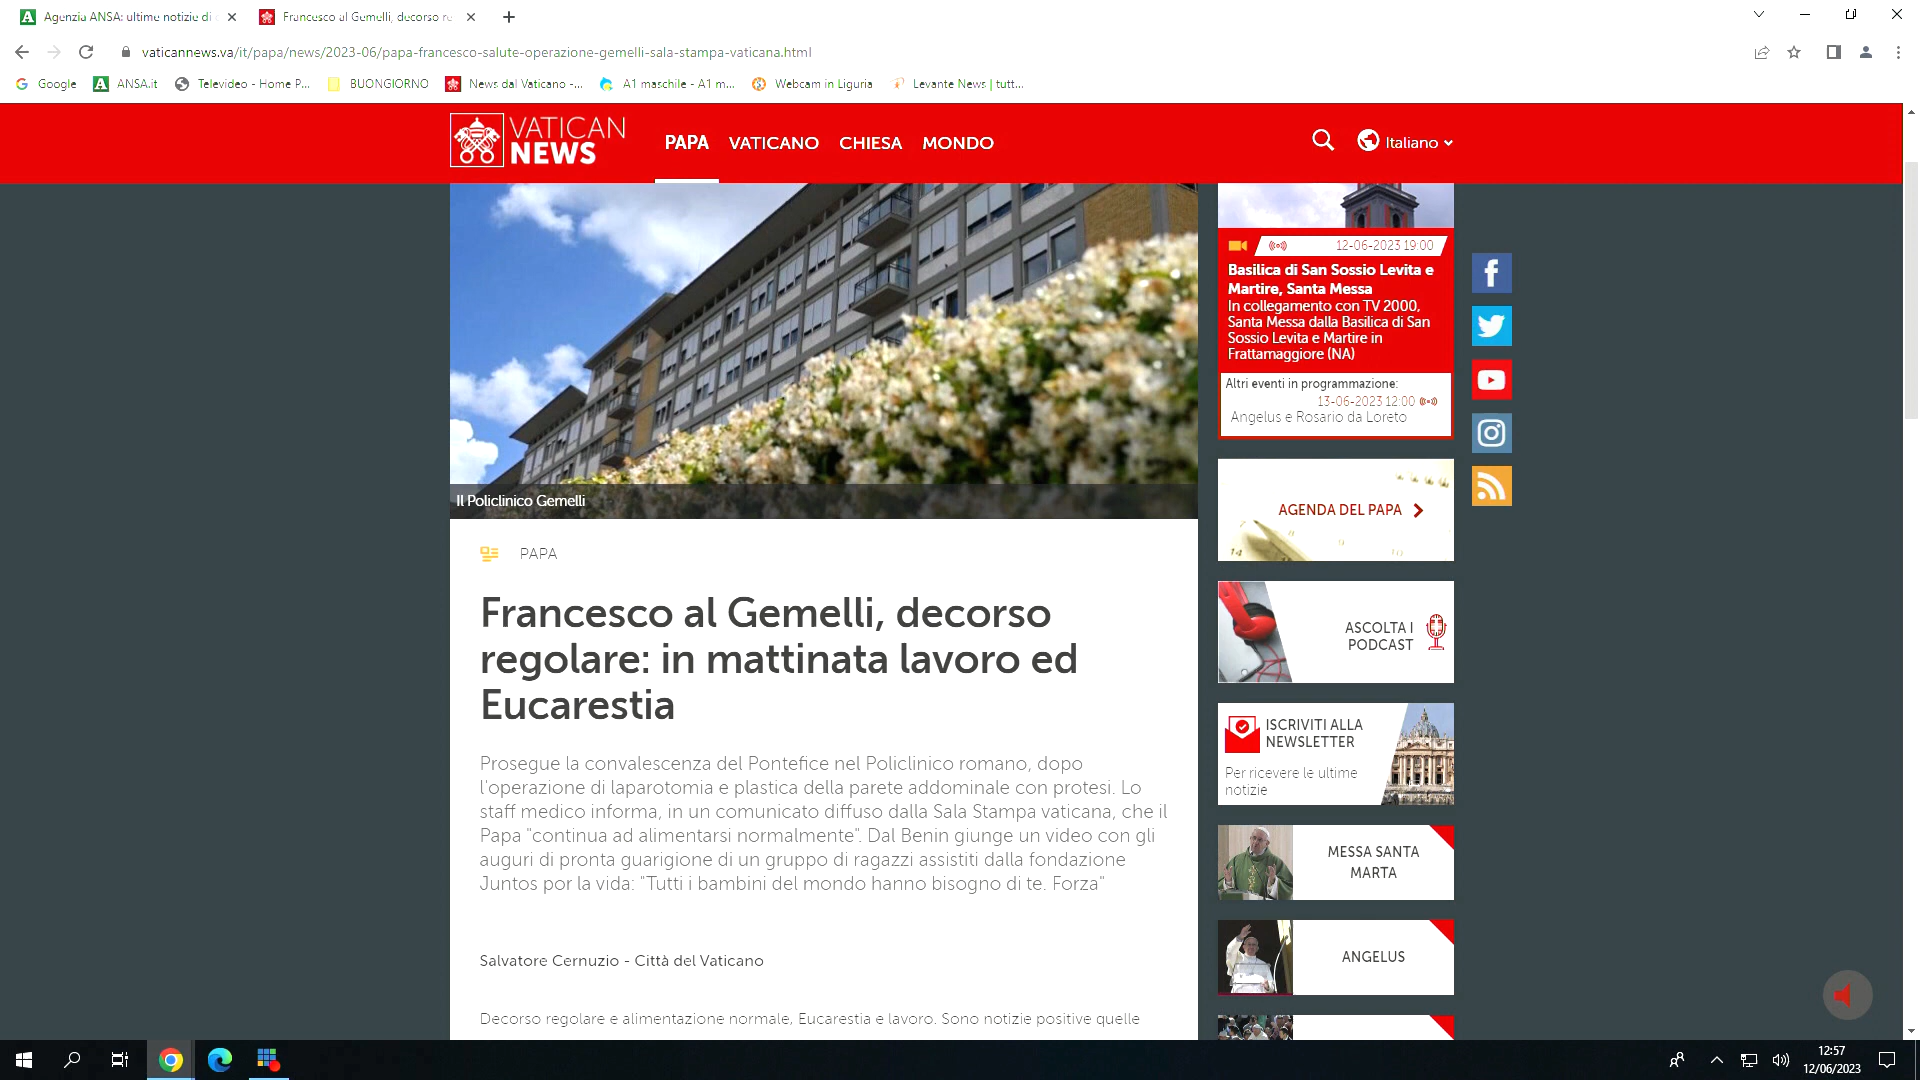 Agenzia ANSA: ultime notizie di
Francesco al Gemelli, decorso re
vaticannews.va/it/papa/news/2023-06/papa-francesco-salute-operazione-gemelli-sala-stampa-vaticana.html
Google
ANSA.it
Televideo - Home P...
BUONGIORNO
News dal Vaticano -...
A1 maschile - A1 m...
Webcam in Liguria
Levante News | tutt...
VATICAN
NEWS
PAPA
VATICANO
CHIESA
MONDO
Italiano
Il Policlinico Gemelli
PAPA
Francesco al Gemelli, decorso
regolare: in mattinata lavoro ed
Eucarestia
Prosegue la convalescenza del Pontefice nel Policlinico romano, dopo
l'operazione di laparotomia e plastica della parete addominale con protesi. Lo
staff medico informa, in un comunicato diffuso dalla Sala Stampa vaticana, che il
Papa "continua ad alimentarsi normalmente". Dal Benin giunge un video con gli
auguri di pronta guarigione di un gruppo di ragazzi assistiti dalla fondazione
Juntos por la vida: "Tutti i bambini del mondo hanno bisogno di te. Forza"
Salvatore Cernuzio - Città del Vaticano
Decorso regolare e alimentazione normale, Eucarestia e lavoro. Sono notizie positive quelle
12-06-2023 19:00
Basilica di San Sossio Levita e
Martire, Santa Messa
In collegamento con TV 2000,
Santa Messa dalla Basilica di San
Sossio Levita e Martire in
Frattamaggiore (NA)
Altri eventi in programmazione:
13-06-2023 12:00
Angelus e Rosario da Loreto
AGENDA DEL PAPA
14
ASCOLTA I
PODCAST
ISCRIVITI ALLA
NEWSLETTER
Per ricevere le ultime
notizie
MESSA SANTA
MARTA
ANGELUS
12:57
12/06/2023